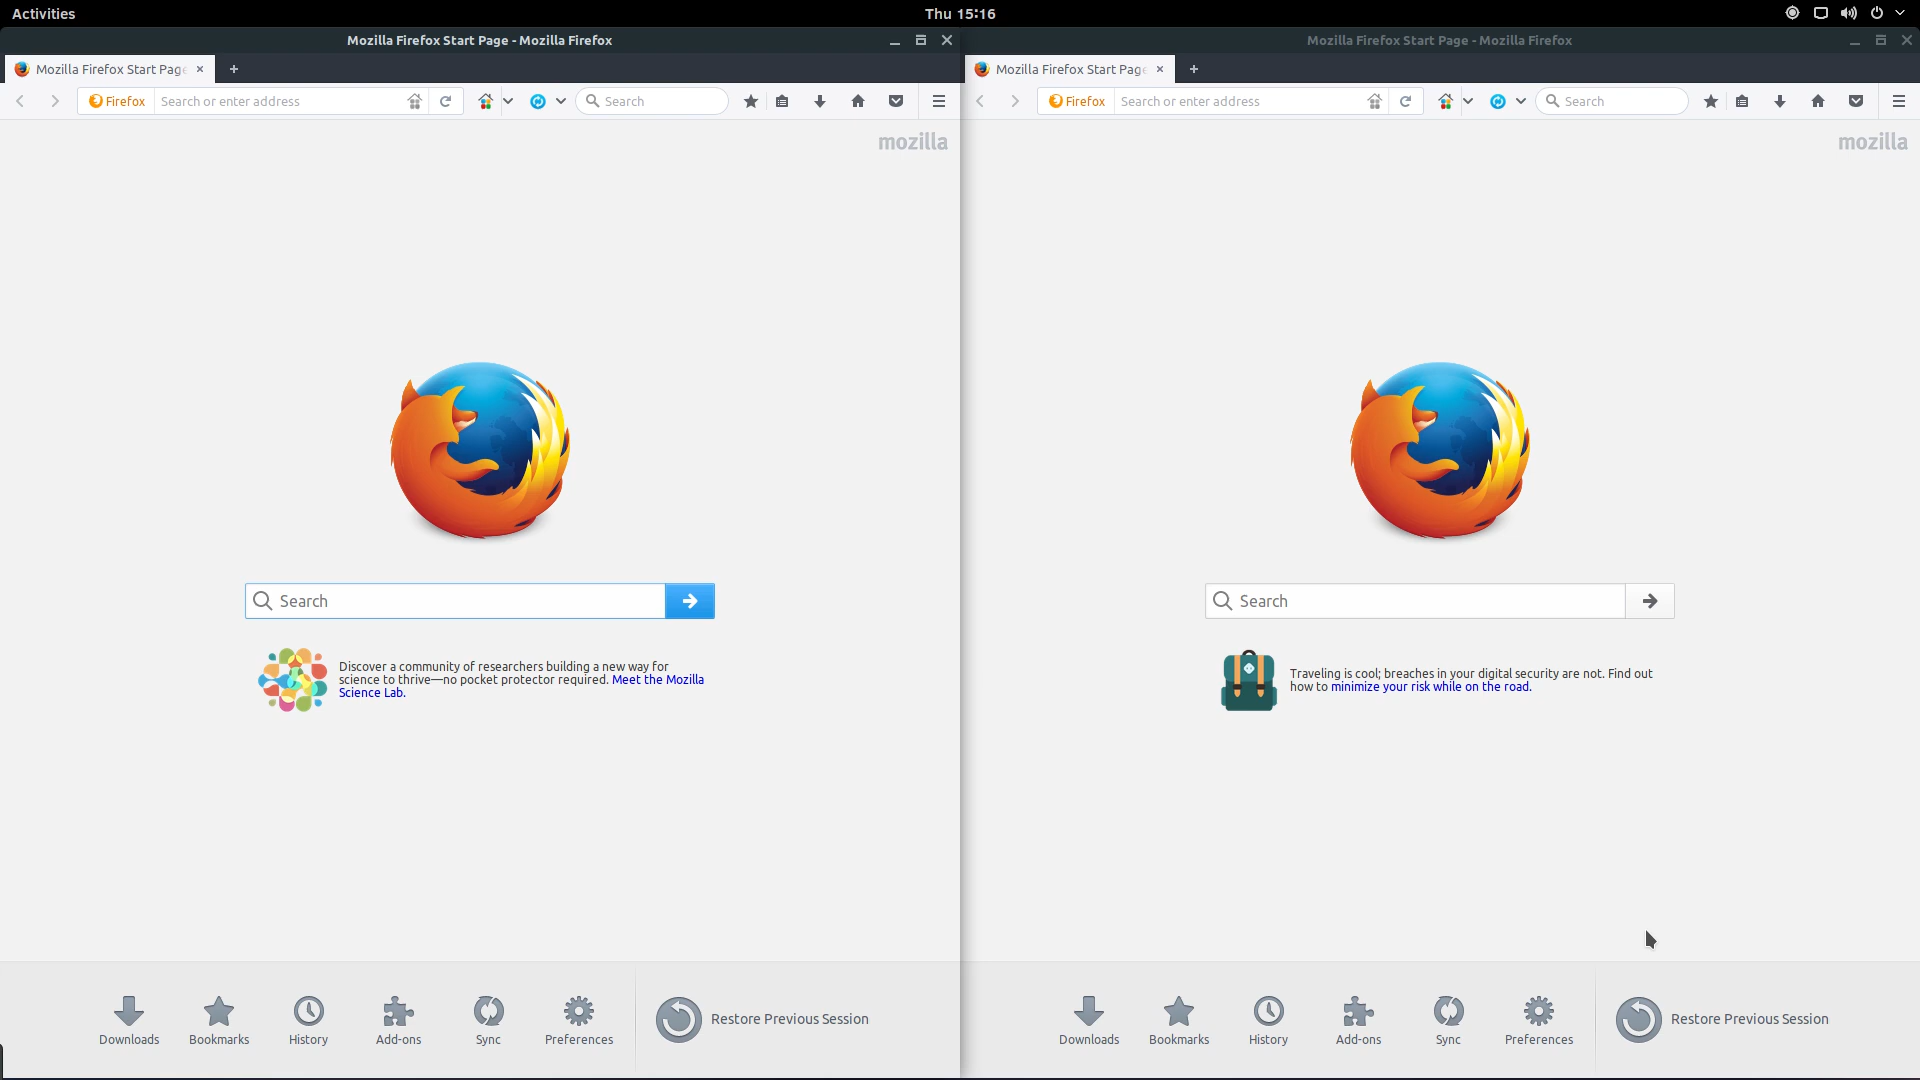 Activities
Thu 15:16
Mozilla Firefox Start Page - Mozilla Firefox
Mozilla Firefox Start Page
Firefox
Search or enter address
Search
mozilla
Search
Discover a community of researchers building a new way for
science to thrive—no pocket protector required. Meet the Mozilla
Science Lab.
Downloads
Bookmarks
History
Add-ons
Sync
Preferences
Restore Previous Session
Mozilla Firefox Start Page - Mozilla Firefox
Mozilla Firefox Start Page
Firefox
Search or enter address
Search
mozilla
Search
Traveling is cool; breaches in your digital security are not. Find out
how to minimize your risk while on the road.
Downloads
Bookmarks
History
Add-ons
Sync
Preferences
Restore Previous Session